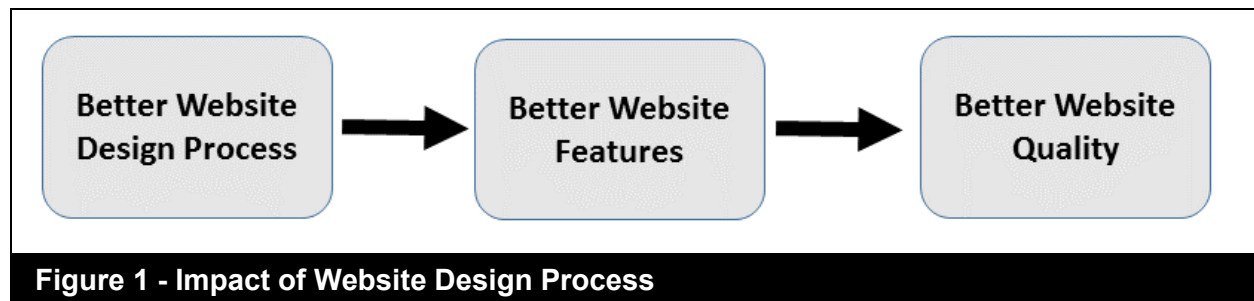 Better Website
Design Process
Better Website
Features
Better Website
Quality
Figure 1 - Impact of Website Design Process